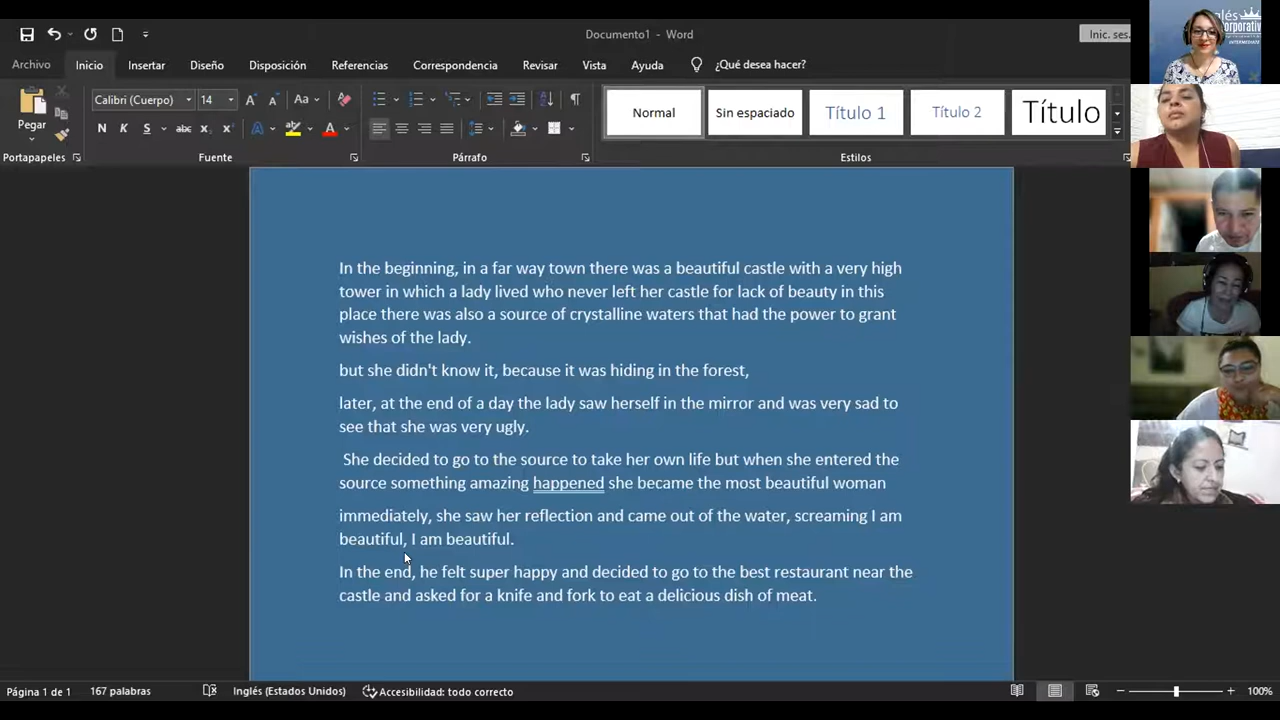 Documento1 - Word
Inic. ses.
Archivo Inicio Insertar Diseño Disposición Referencias Correspondencia Revisar Vista Ayuda ¿Qué desea hacer?
Pegar
Calibri (Cuerpo) 14
Aa
N K S abc x₂ x² A A
Normal
Sin espaciado
Título 1
Título 2
Título
Portapapeles Fuente Párrafo Estilos
In the beginning, in a far way town there was a beautiful castle with a very high
tower in which a lady lived who never left her castle for lack of beauty in this
place there was also a source of crystalline waters that had the power to grant
wishes of the lady.
but she didn't know it, because it was hiding in the forest,
later, at the end of a day the lady saw herself in the mirror and was very sad to
see that she was very ugly.
She decided to go to the source to take her own life but when she entered the
source something amazing happened she became the most beautiful woman
immediately, she saw her reflection and came out of the water, screaming I am
beautiful, I am beautiful.
In the end, he felt super happy and decided to go to the best restaurant near the
castle and asked for a knife and fork to eat a delicious dish of meat.
Página 1 de 1 167 palabras Inglés (Estados Unidos) Accesibilidad: todo correcto 100%
INTERMEDIATE